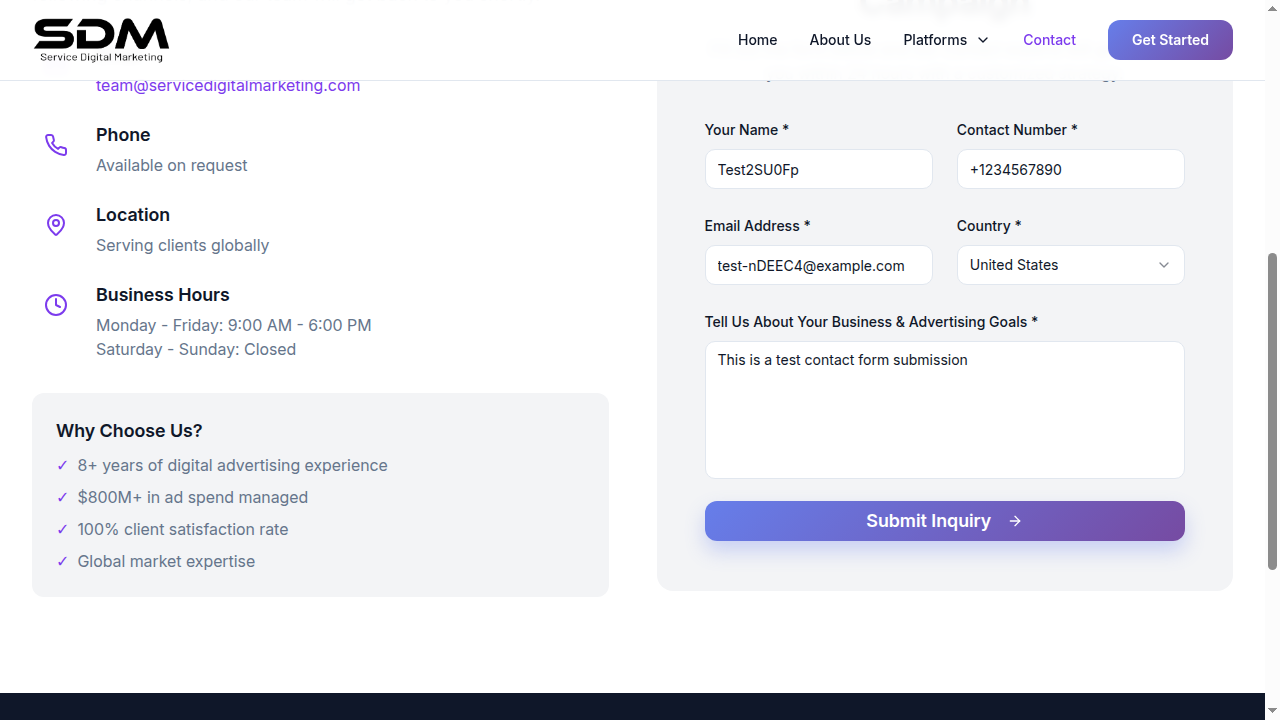 SDM
Service Digital Marketing
Home
About Us
Platforms
Contact
Get Started
team@servicedigitalmarketing.com
Phone
Available on request
Location
Serving clients globally
Business Hours
Monday - Friday: 9:00 AM - 6:00 PM
Saturday - Sunday: Closed
Why Choose Us?
✓ 8+ years of digital advertising experience
✓ $800M+ in ad spend managed
✓ 100% client satisfaction rate
✓ Global market expertise
Your Name *
Test2SU0Fp
Contact Number *
+1234567890
Email Address *
test-nDEEC4@example.com
Country *
United States
Tell Us About Your Business & Advertising Goals *
This is a test contact form submission
Submit Inquiry →